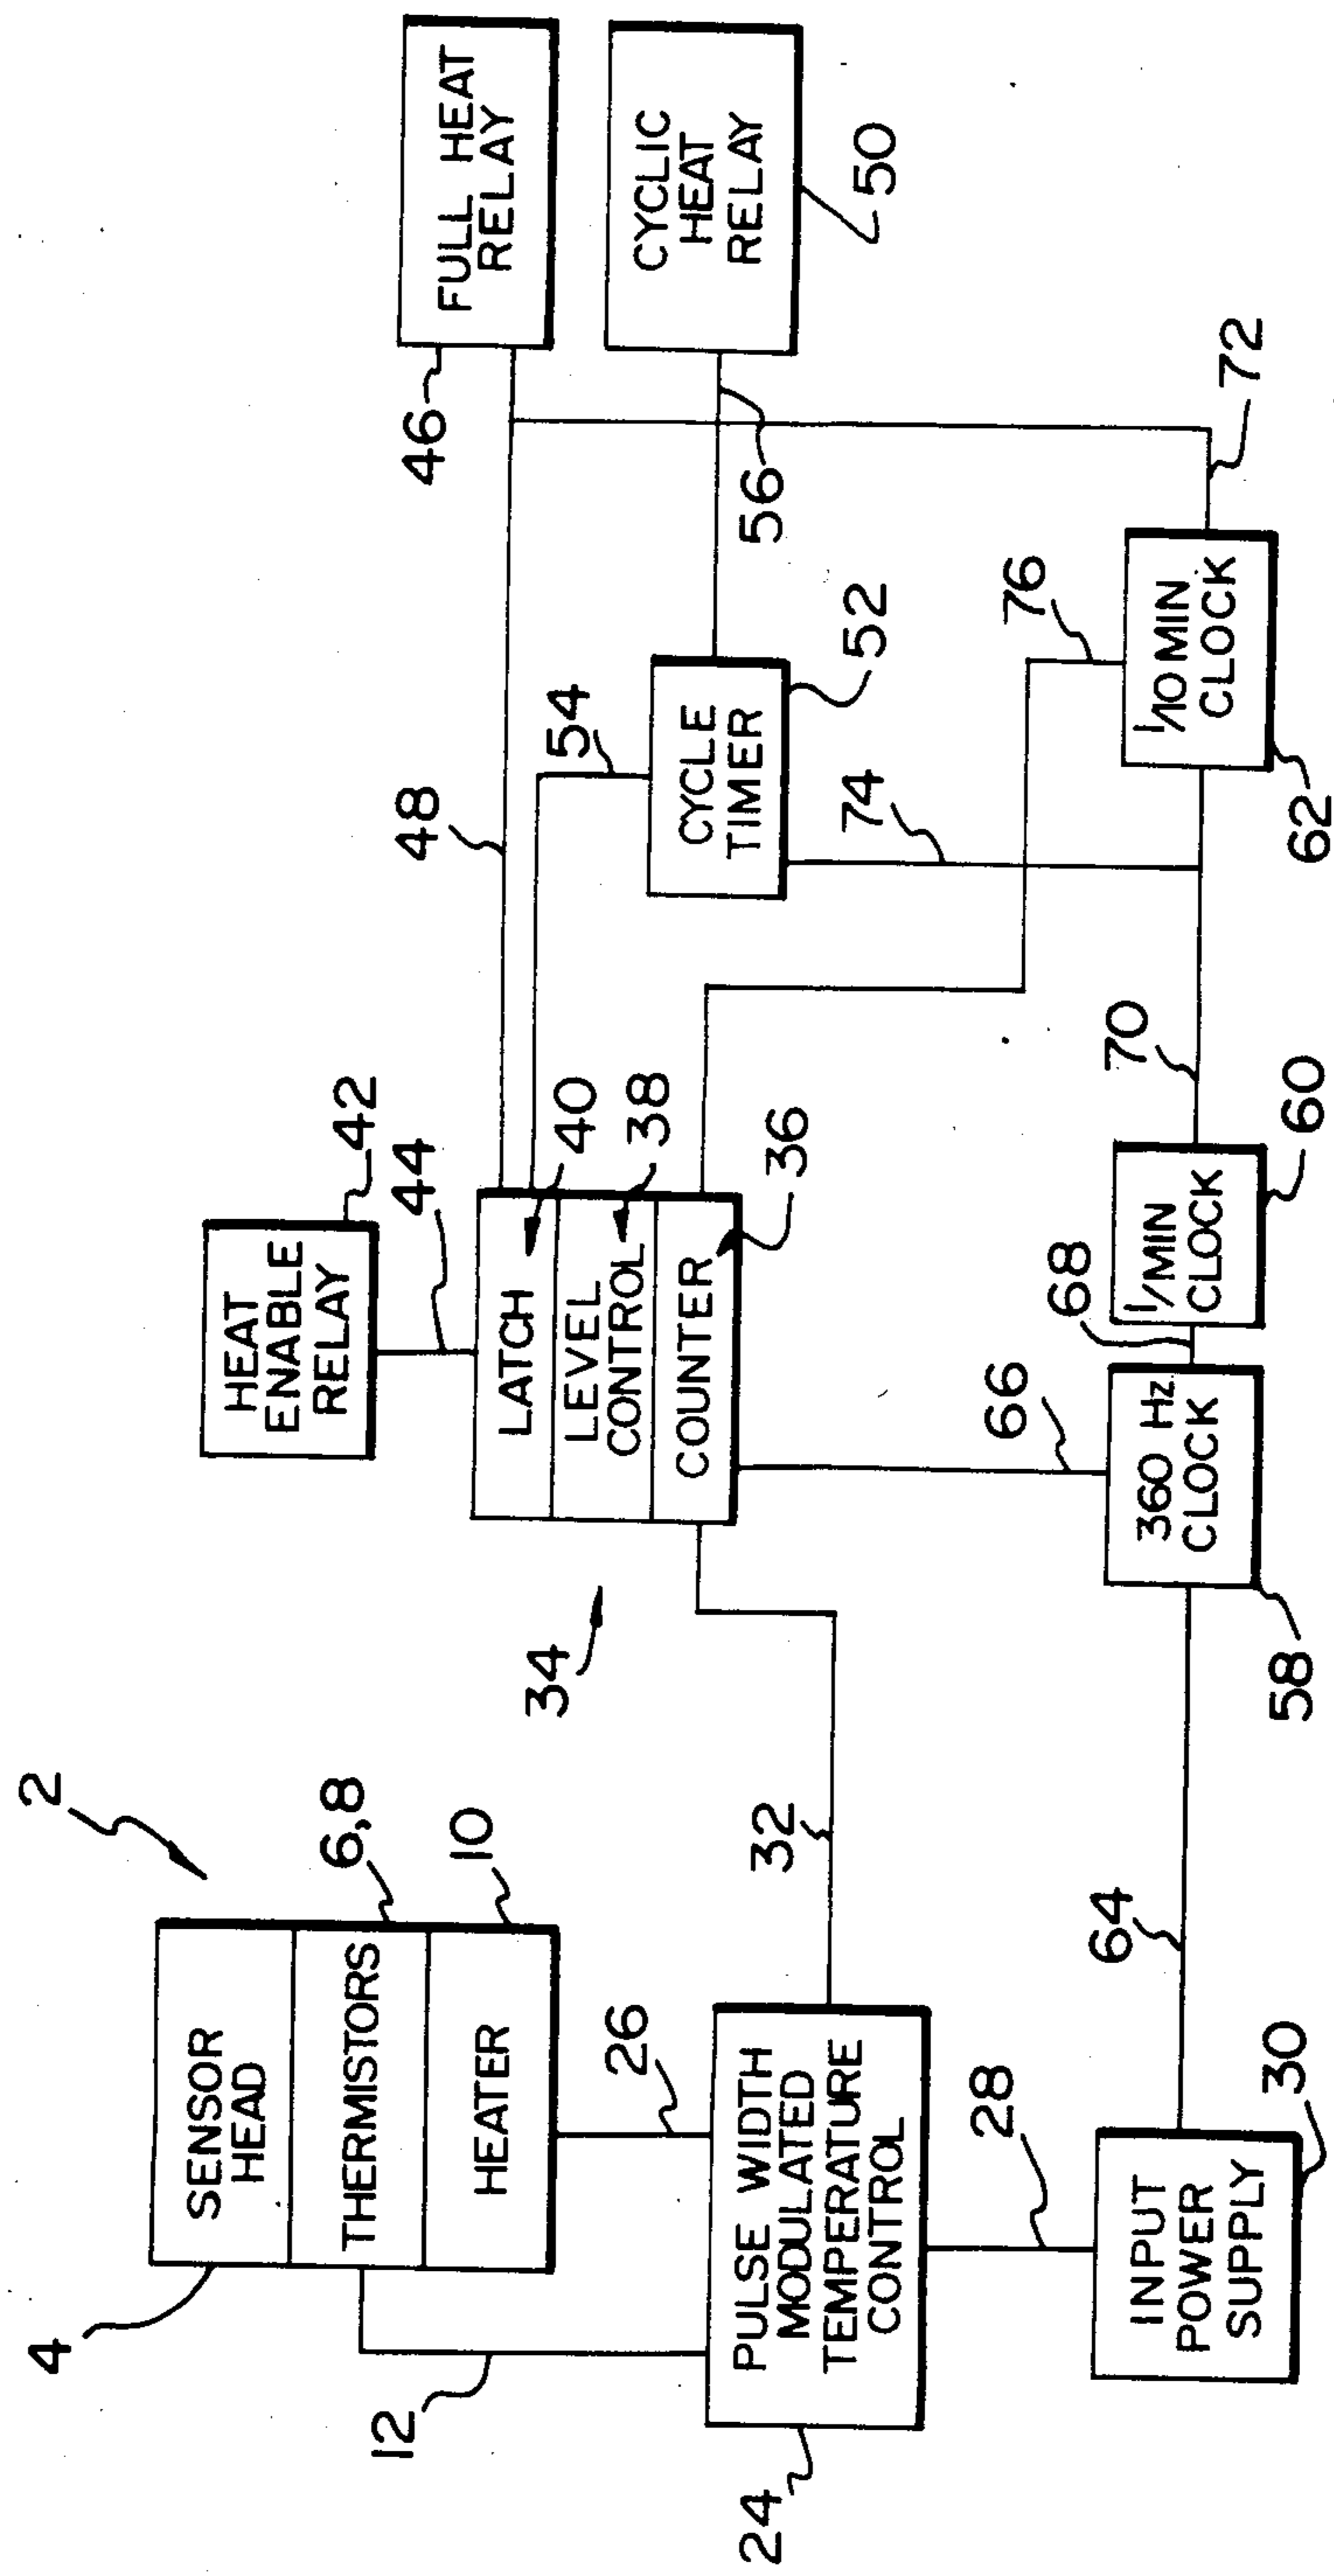 2
4
SENSOR
HEAD
THERMISTORS
6,8
HEATER
10
12
26
24
PULSE WIDTH
MODULATED
TEMPERATURE
CONTROL
28
INPUT
POWER
SUPPLY
30
32
64
34
HEAT
ENABLE
RELAY
42
44
LATCH
40
LEVEL
CONTROL
38
COUNTER
36
66
360 Hz
CLOCK
58
68
1/MIN
CLOCK
60
70
48
54
CYCLE
TIMER
52
74
76
1/10 MIN
CLOCK
62
72
46
FULL HEAT
RELAY
56
CYCLIC
HEAT
RELAY
50